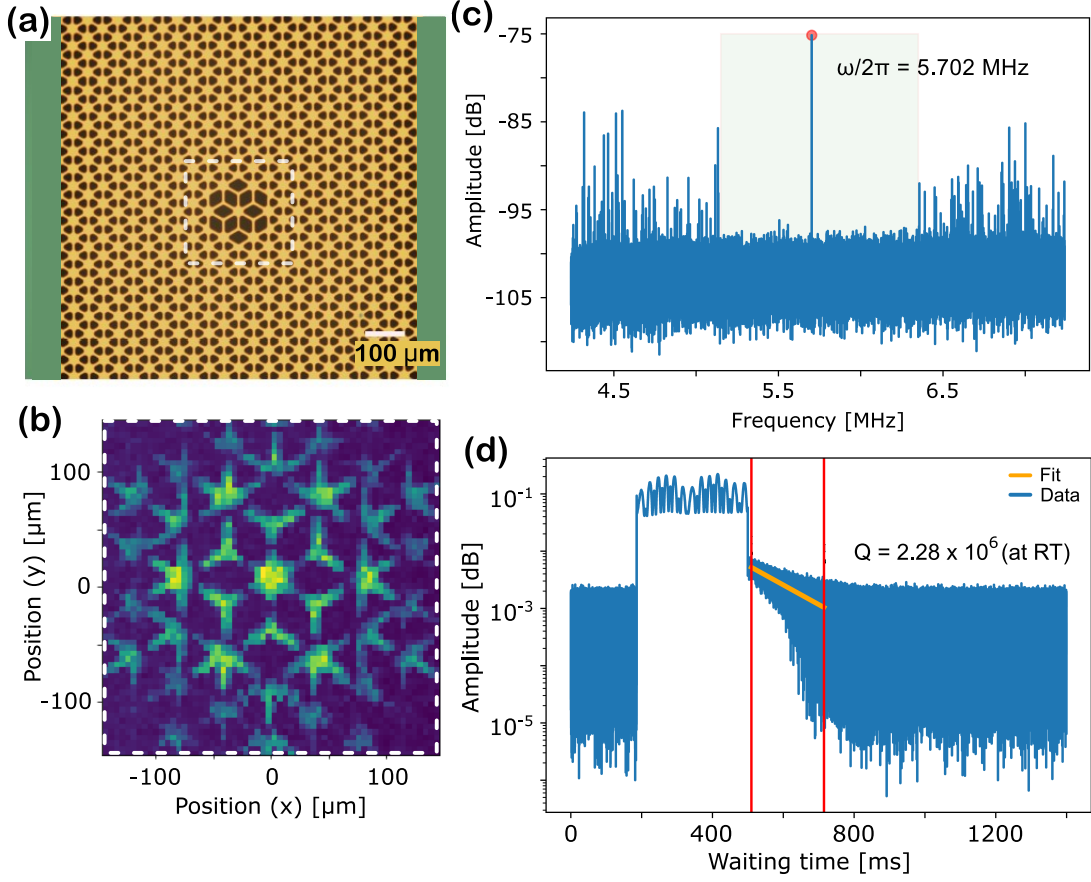 (a)
100 μm
(b)
Position (y) [μm]
100
0
-100
-100
0
100
Position (x) [μm]
(c)
Amplitude [dB]
-75
-85
-95
-105
ω/2π = 5.702 MHz
4.5
5.5
6.5
Frequency [MHz]
(d)
Amplitude [dB]
10⁻¹
10⁻³
10⁻⁵
Fit
Data
Q = 2.28 x 10⁶ (at RT)
0
400
800
1200
Waiting time [ms]